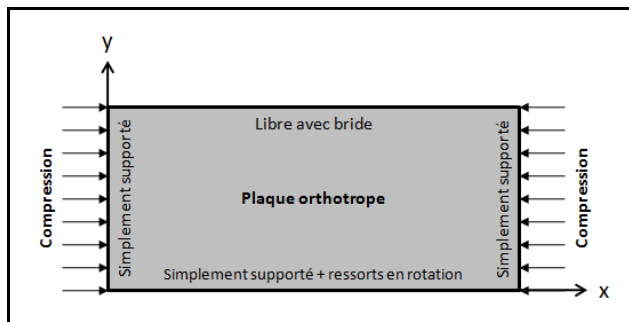 y
Libre avec bride
Compression
Simplement supporté
Plaque orthotrope
Simplement supporté
Compression
Simplement supporté + ressorts en rotation
x